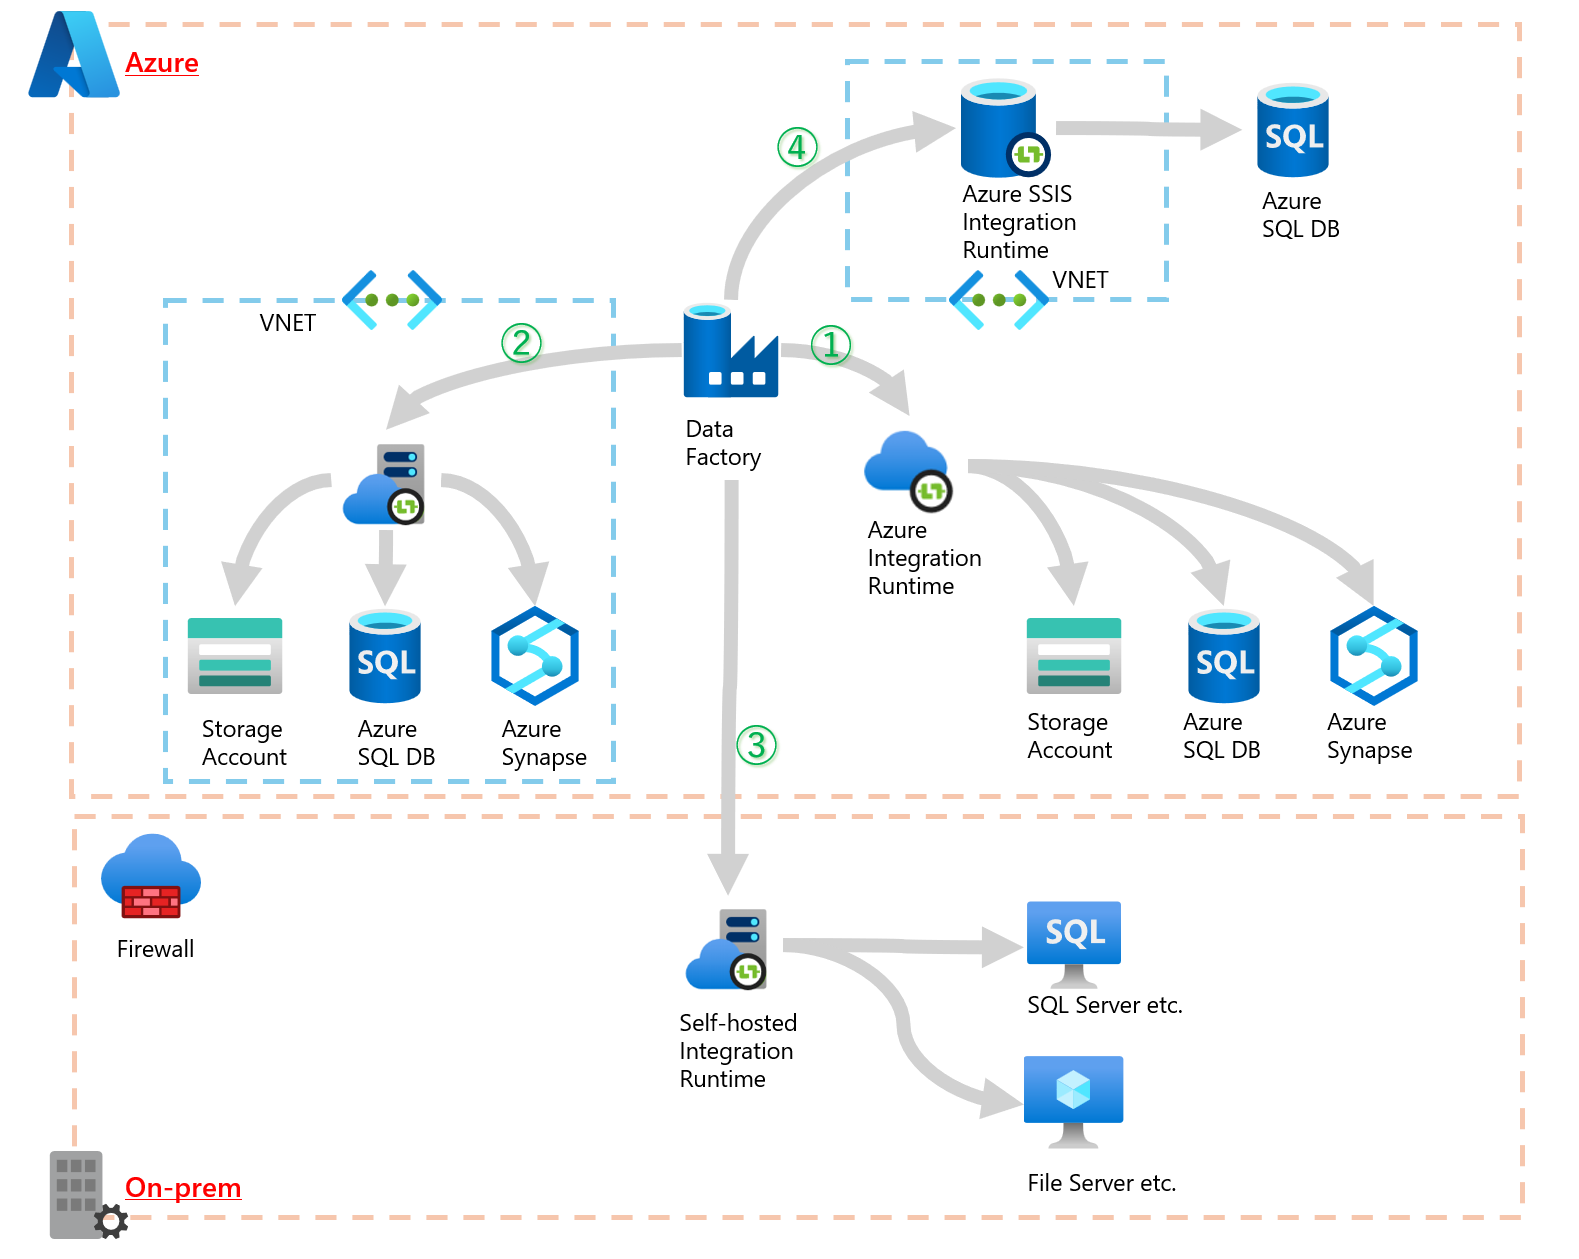 Azure
④
SQL
Azure SSIS
Integration
Runtime
Azure
SQL DB
VNET
VNET
②
①
Data
Factory
Azure
Integration
Runtime
SQL
SQL
Storage
Account
Azure
SQL DB
Azure
Synapse
Storage
Account
Azure
SQL DB
Azure
Synapse
③
Firewall
SQL
SQL Server etc.
Self-hosted
Integration
Runtime
File Server etc.
On-prem